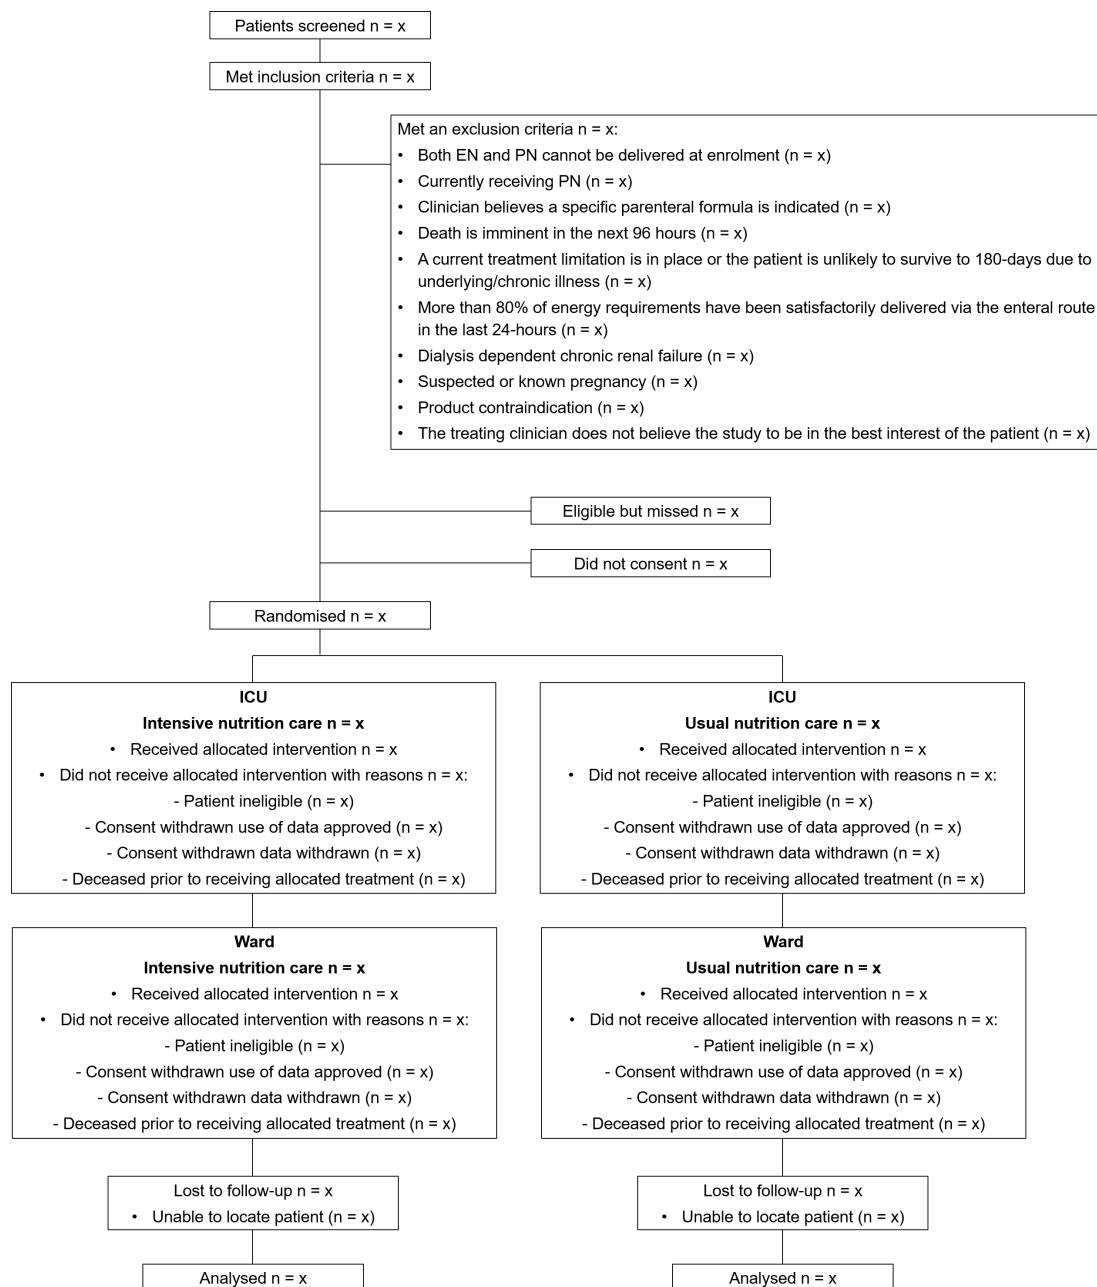 Patients screened n = x
Met inclusion criteria n = x
Met an exclusion criteria n = x:
• Both EN and PN cannot be delivered at enrolment (n = x)
• Currently receiving PN (n = x)
• Clinician believes a specific parenteral formula is indicated (n = x)
• Death is imminent in the next 96 hours (n = x)
• A current treatment limitation is in place or the patient is unlikely to survive to 180-days due to
underlying/chronic illness (n = x)
• More than 80% of energy requirements have been satisfactorily delivered via the enteral route
in the last 24-hours (n = x)
• Dialysis dependent chronic renal failure (n = x)
• Suspected or known pregnancy (n = x)
• Product contraindication (n = x)
• The treating clinician does not believe the study to be in the best interest of the patient (n = x)
Eligible but missed n = x
Did not consent n = x
Randomised n = x
ICU
Intensive nutrition care n = x
• Received allocated intervention n = x
• Did not receive allocated intervention with reasons n = x:
- Patient ineligible (n = x)
- Consent withdrawn use of data approved (n = x)
- Consent withdrawn data withdrawn (n = x)
- Deceased prior to receiving allocated treatment (n = x)
ICU
Usual nutrition care n = x
• Received allocated intervention n = x
• Did not receive allocated intervention with reasons n = x:
- Patient ineligible (n = x)
- Consent withdrawn use of data approved (n = x)
- Consent withdrawn data withdrawn (n = x)
- Deceased prior to receiving allocated treatment (n = x)
Ward
Intensive nutrition care n = x
• Received allocated intervention n = x
• Did not receive allocated intervention with reasons n = x:
- Patient ineligible (n = x)
- Consent withdrawn use of data approved (n = x)
- Consent withdrawn data withdrawn (n = x)
- Deceased prior to receiving allocated treatment (n = x)
Ward
Usual nutrition care n = x
• Received allocated intervention n = x
• Did not receive allocated intervention with reasons n = x:
- Patient ineligible (n = x)
- Consent withdrawn use of data approved (n = x)
- Consent withdrawn data withdrawn (n = x)
- Deceased prior to receiving allocated treatment (n = x)
Lost to follow-up n = x
• Unable to locate patient (n = x)
Lost to follow-up n = x
• Unable to locate patient (n = x)
Analysed n = x
Analysed n = x